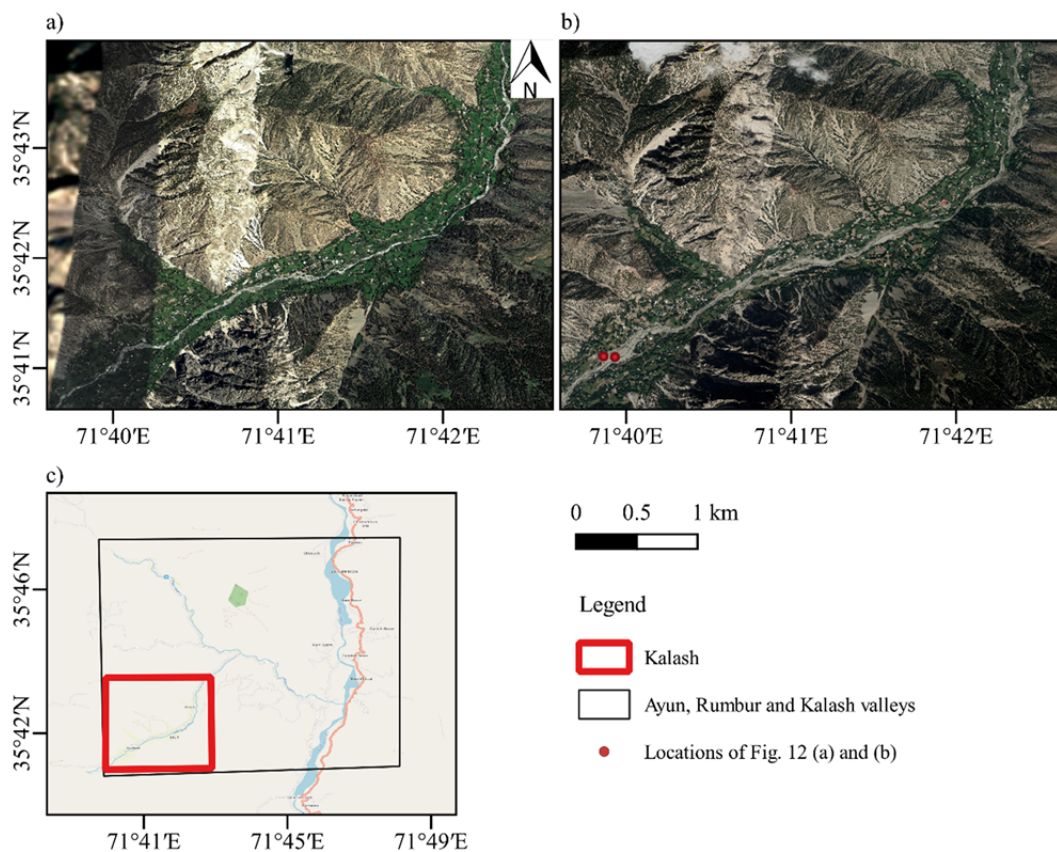 a)
b)
N
35°43'N
35°42'N
35°41'N
71°40'E
71°41'E
71°42'E
71°40'E
71°41'E
71°42'E
c)
35°46'N
35°42'N
71°41'E
71°45'E
71°49'E
0 0.5 1 km
Legend
Kalash
Ayun, Rumbur and Kalash valleys
Locations of Fig. 12 (a) and (b)